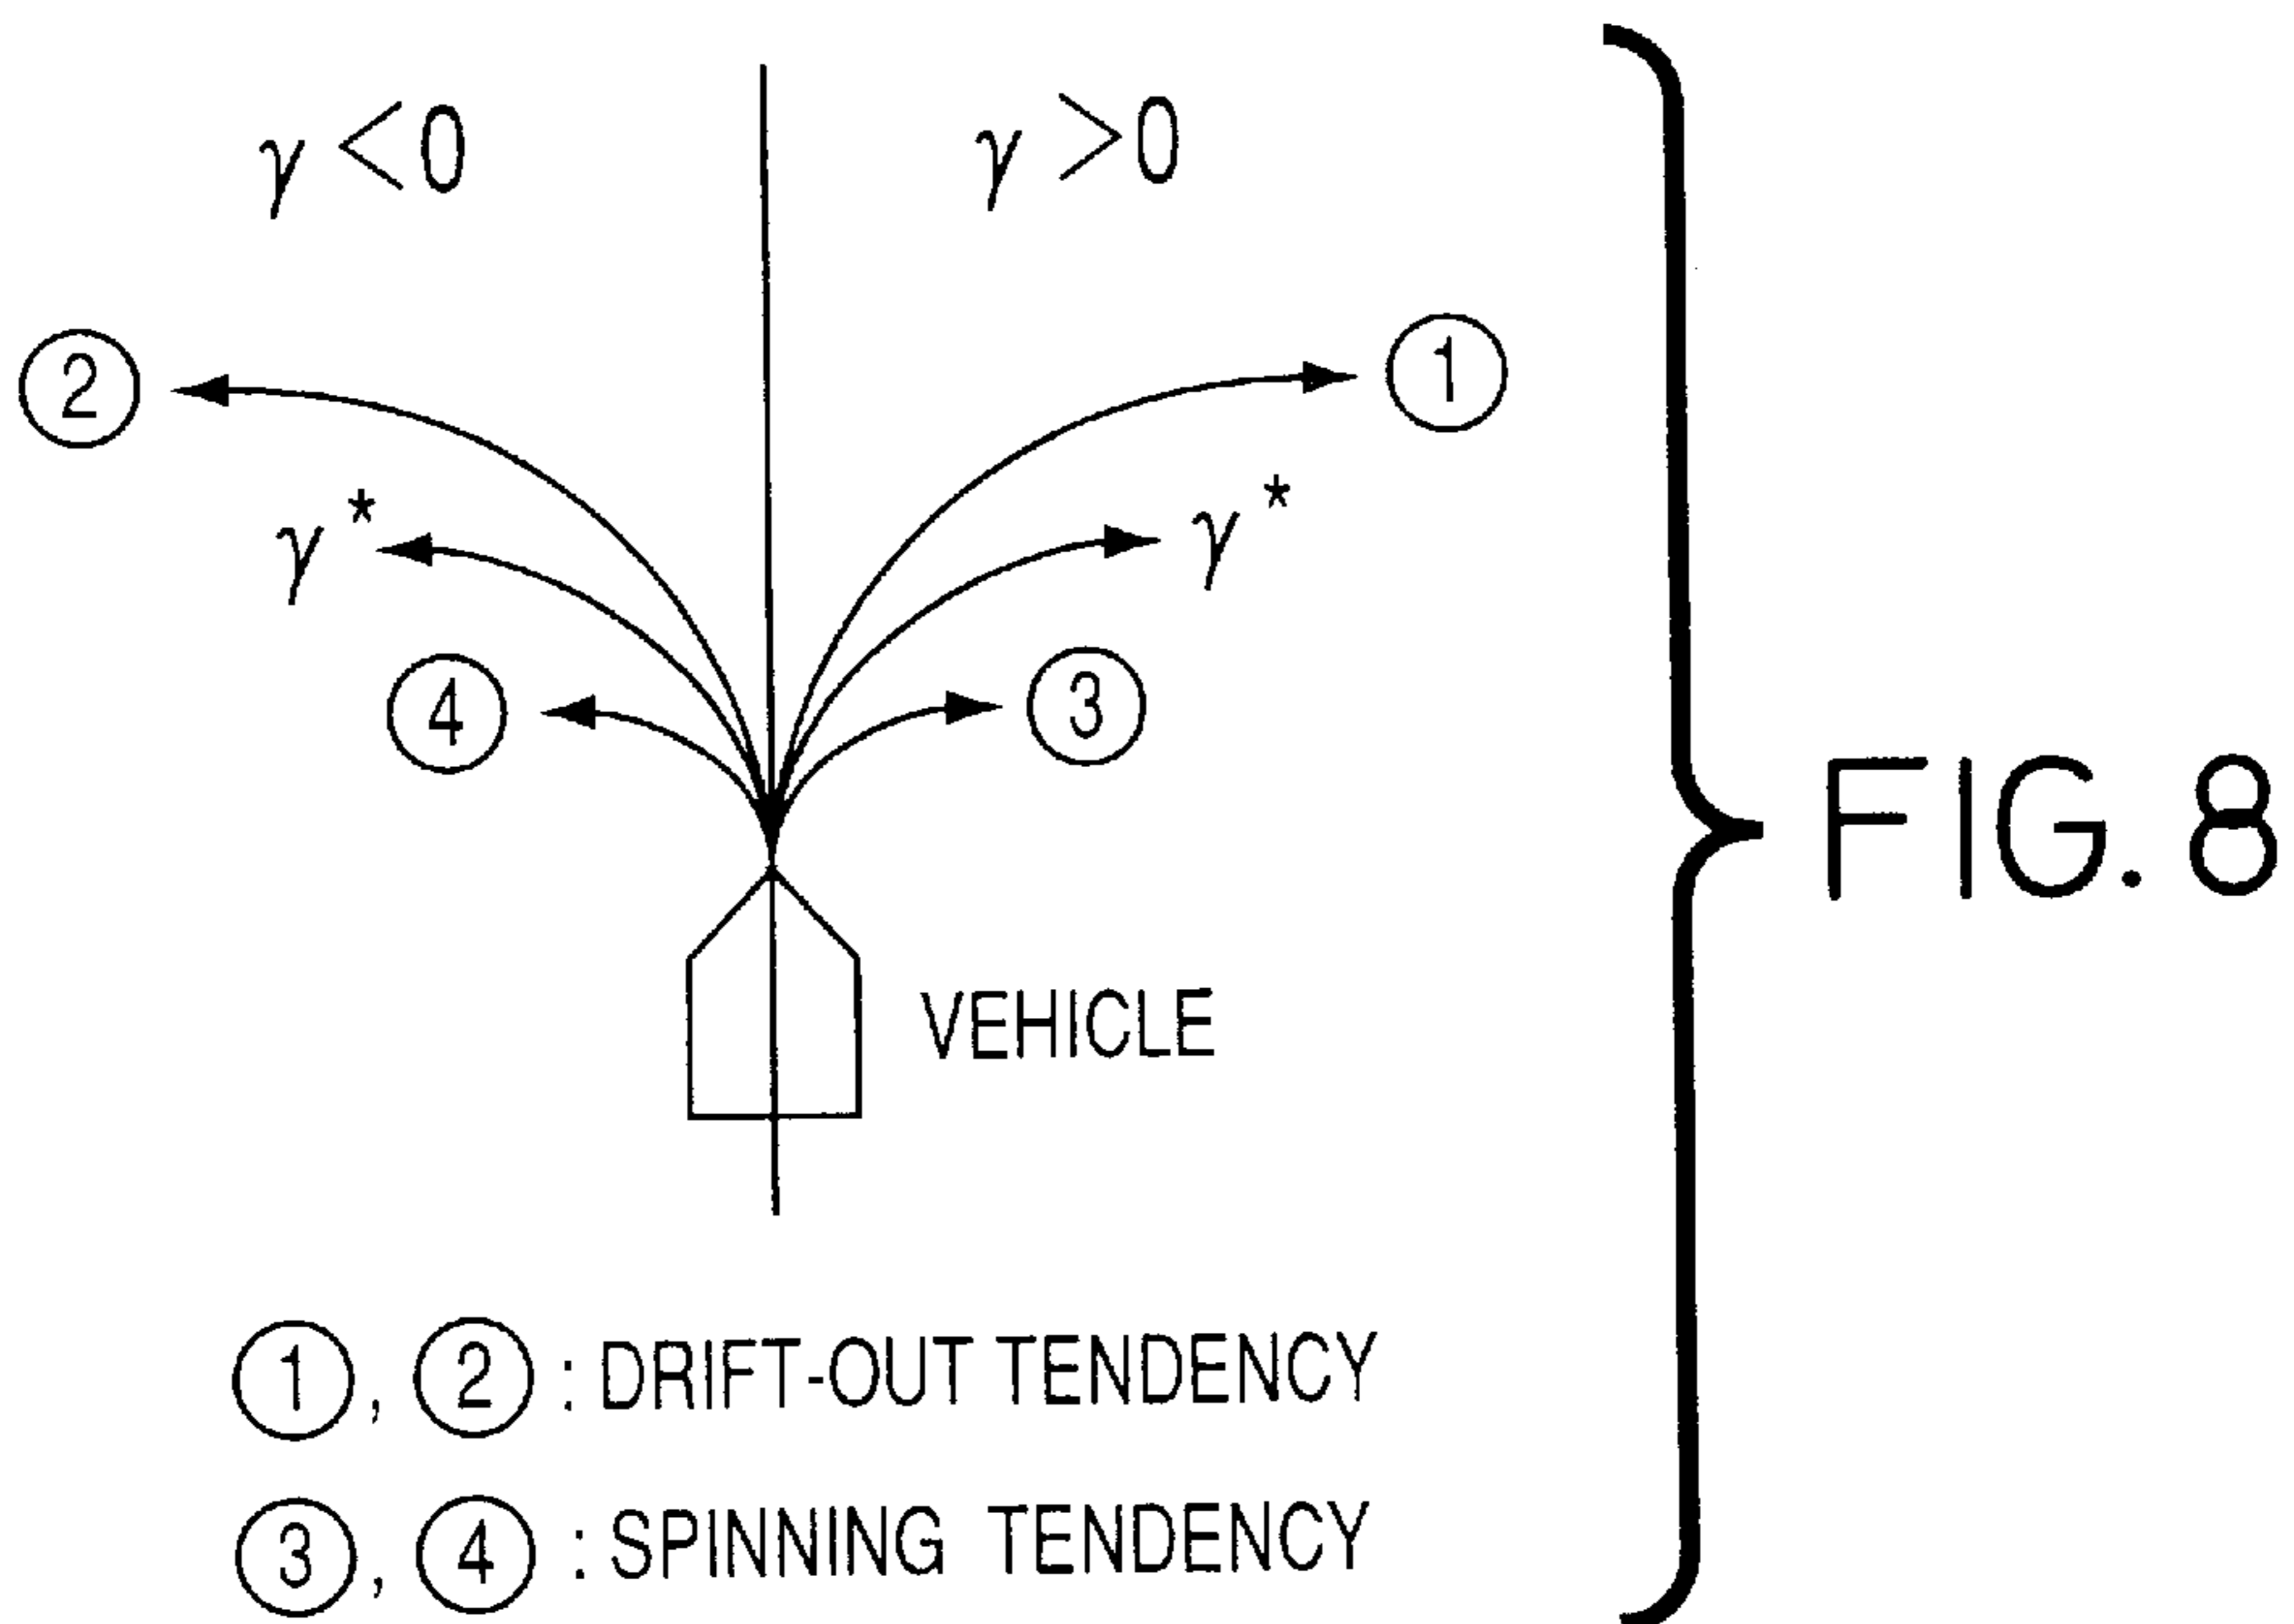 γ<0
γ>0
②
①
γ*
γ*
④
③
VEHICLE
①, ② : DRIFT-OUT TENDENCY
③, ④ : SPINNING TENDENCY
FIG. 8